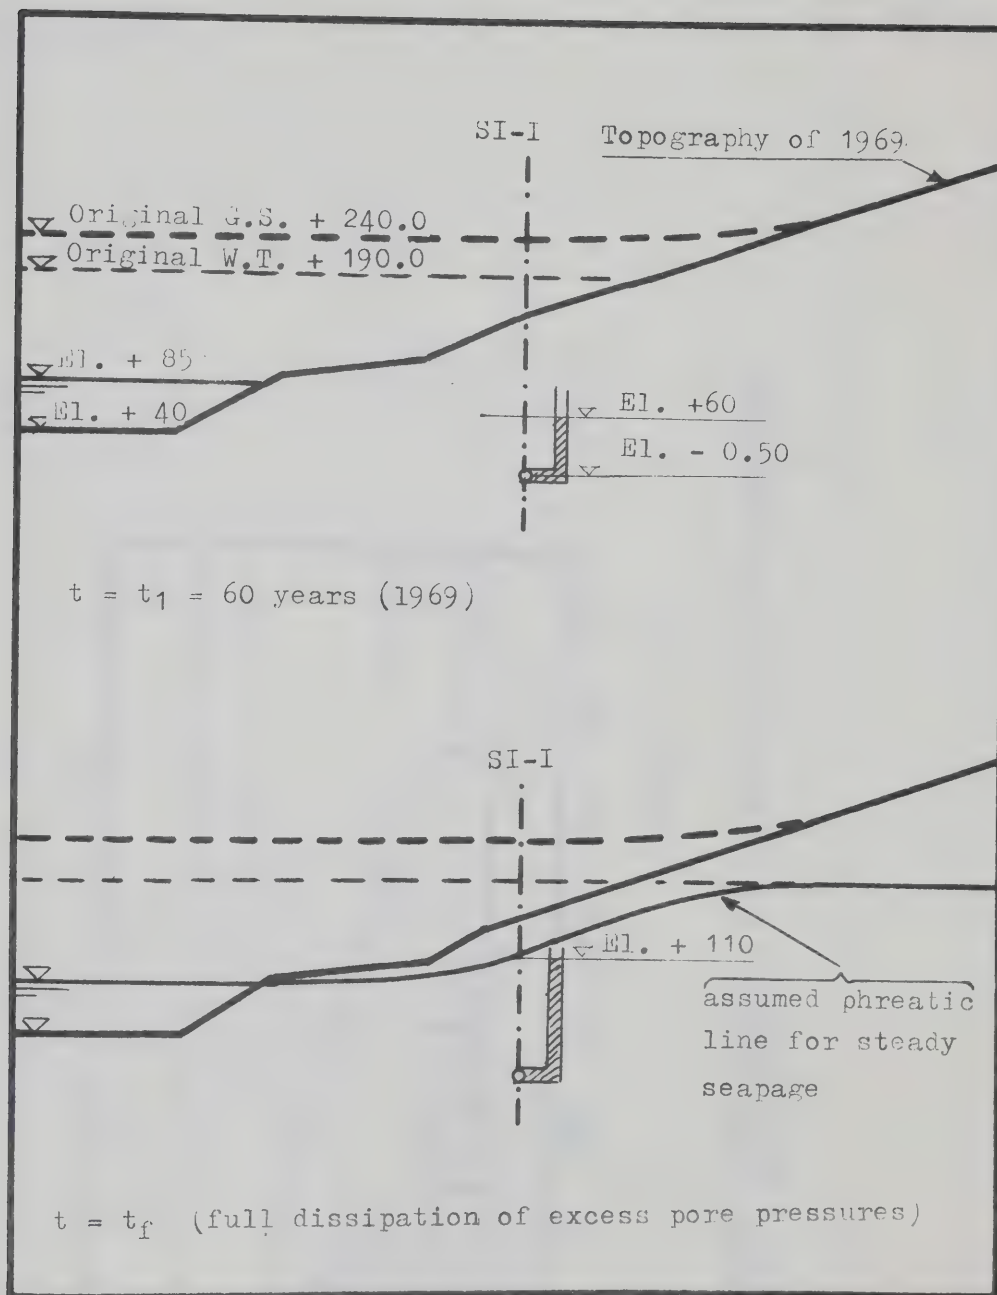 SI-I
Topography of 1969
Original G.S. + 240.0
Original W.T. + 190.0
El. + 85
El. + 40
El. +60
El. - 0.50
t = t1 = 60 years (1969)
SI-I
El. + 110
assumed phreatic
line for steady
seapage
t = tf (full dissipation of excess pore pressures)